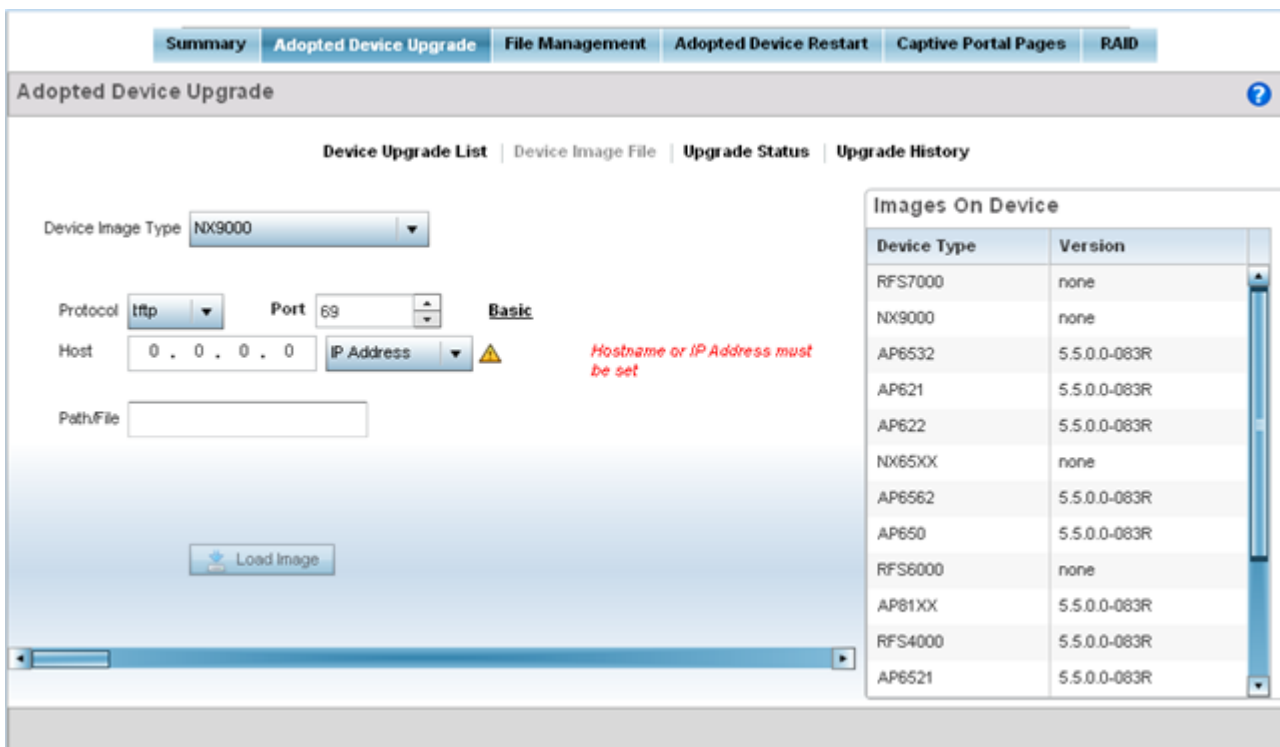 Summary Adopted Device Upgrade File Management Adopted Device Restart Captive Portal Pages RAID
Adopted Device Upgrade ?
Device Upgrade List Device Image File Upgrade Status Upgrade History
Device Image Type NX9000
Protocol tftp Port 69 Basic
Host 0 . 0 . 0 . 0 IP Address Hostname or IP Address must
be set
Path/File
Load Image
Images On Device
Device Type Version
RFS7000 none
NX9000 none
AP6532 5.5.0.0-083R
AP621 5.5.0.0-083R
AP622 5.5.0.0-083R
NX65XX none
AP6562 5.5.0.0-083R
AP650 5.5.0.0-083R
RFS6000 none
AP81XX 5.5.0.0-083R
RFS4000 5.5.0.0-083R
AP6521 5.5.0.0-083R